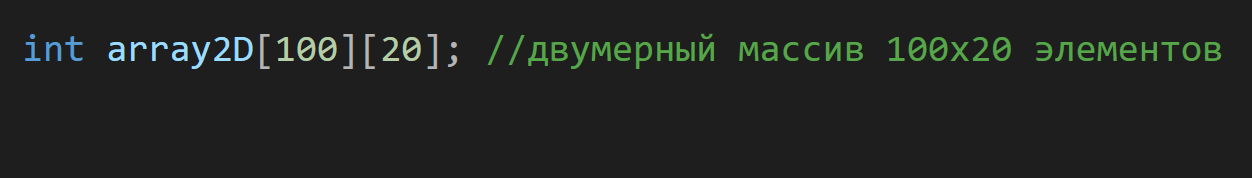 int array2D[100][20]; //двумерный массив 100x20 элементов